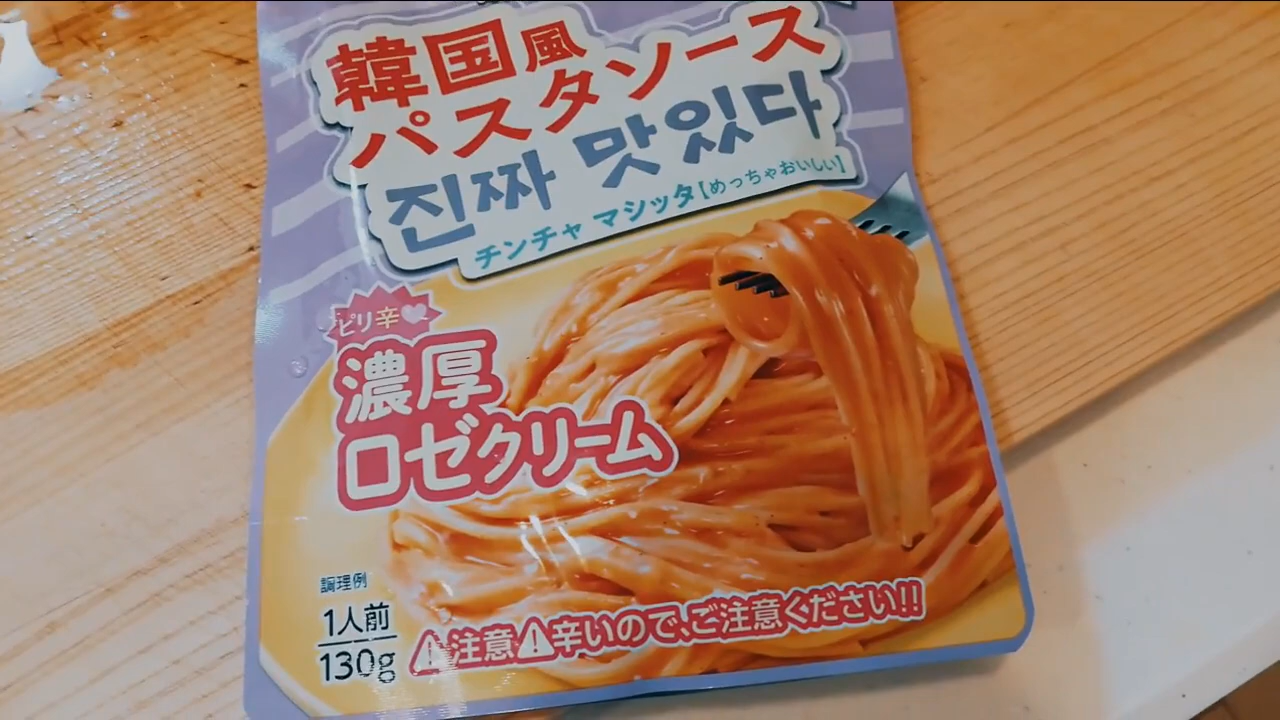 韓国風
パスタソース
진짜 맛있다
チンチャ マシッタ【めっちゃおいしい】
ピリ辛
濃厚
ロゼクリーム
調理例
1人前
130g
注意 辛いので、ご注意ください!!